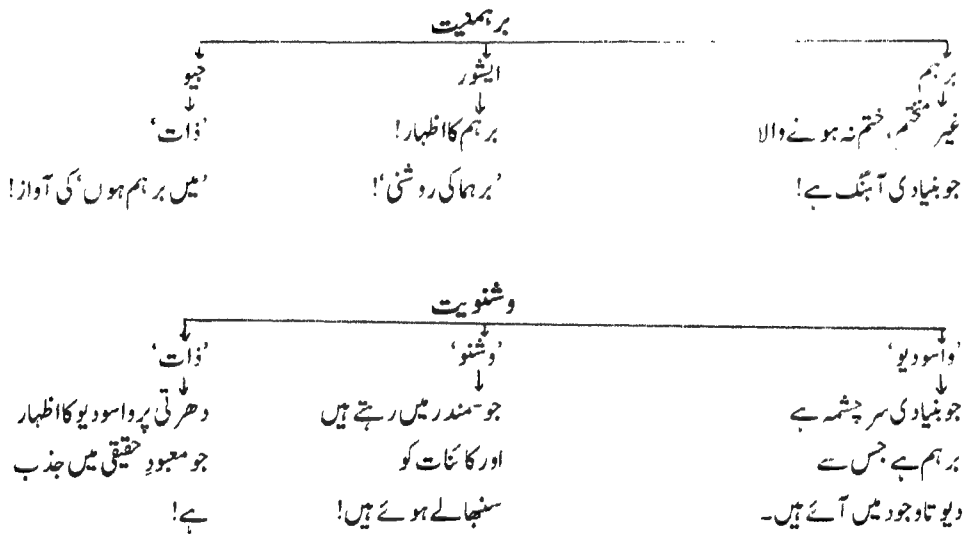 برہمنیت
برہم
ایشور
جیو
غیر مختتم، ختم نہ ہونے والا
جو بنیادی آہنگ ہے!
برہم کا اظہار!
'برہما کی روشنی'!
'ذات'
'میں برہم ہوں' کی آواز!
وشنویت
'واسودیو'
'وشنو'
'ذات'
جو بنیادی سرچشمہ ہے
برہم ہے جس سے
دیوتا وجود میں آئے ہیں۔
جو سمندر میں رہتے ہیں
اور کائنات کو
سنبھالے ہوئے ہیں!
دھرتی پر واسودیو کا اظہار
جو معبودِ حقیقی میں جذب
ہے!